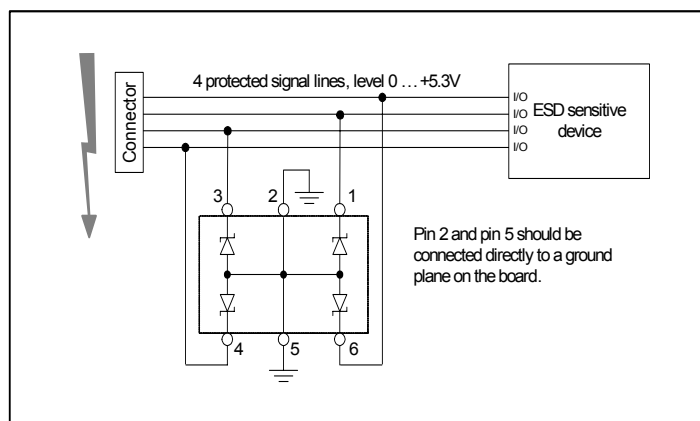 4 protected signal lines, level 0 … +5.3V
Connector
I/O
I/O
I/O
I/O
ESD sensitive
device
3
2
1
Pin 2 and pin 5 should be
connected directly to a ground
plane on the board.
4
5
6